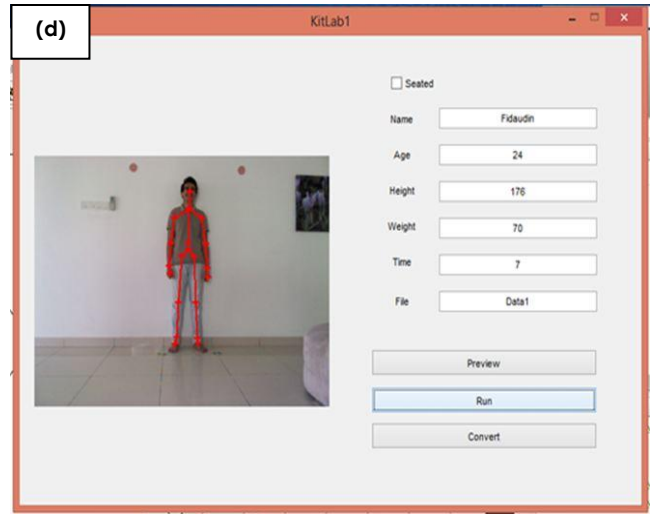 (d)
KitLab1
Seated
Name Fidaudin
Age 24
Height 176
Weight 70
Time 7
File Data1
Preview
Run
Convert